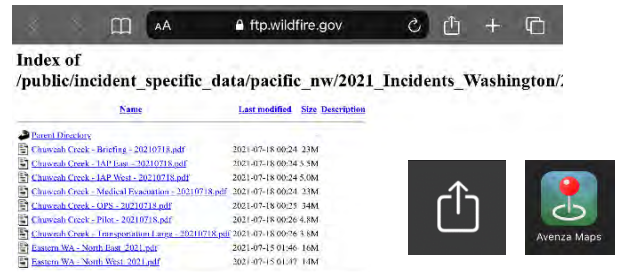 AA ftp.wildfire.gov
Index of
/public/incident_specific_data/pacific_nw/2021_Incidents_Washington/
Name Last modified Size Description
Parent Directory
Chuweah Creek - Briefing - 20210718.pdf 2021-07-18 00:24 23M
Chuweah Creek - IAP East - 20210718.pdf 2021-07-18 00:24 5.5M
Chuweah Creek - IAP West - 20210718.pdf 2021-07-18 00:24 5.0M
Chuweah Creek - Medical Evacuation - 20210718.pdf 2021-07-18 00:24 23M
Chuweah Creek - OPS - 20210718.pdf 2021-07-18 00:25 34M
Chuweah Creek - Pilot - 20210718.pdf 2021-07-18 00:26 4.8M
Chuweah Creek - Transportation Large - 20210718.pdf 2021-07-18 00:26 3.8M
Eastern WA - North East_2021.pdf 2021-07-15 01:46 16M
Eastern WA - North West_2021.pdf 2021-07-15 01:47 14M
Avenza Maps